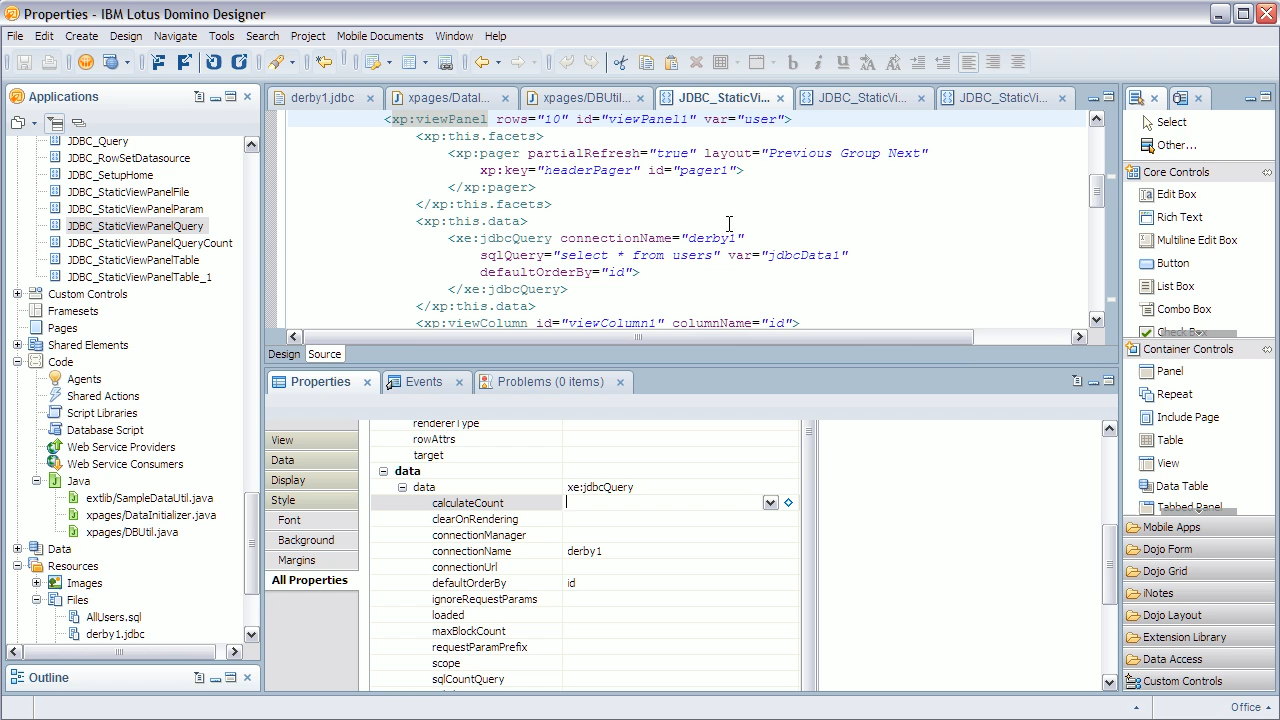 Properties - IBM Lotus Domino Designer
File Edit Create Design Navigate Tools Search Project Mobile Documents Window Help
Applications
JDBC_Query
JDBC_RowSetDatasource
JDBC_SetupHome
JDBC_StaticViewPanelFile
JDBC_StaticViewPanelParam
JDBC_StaticViewPanelQuery
JDBC_StaticViewPanelQueryCount
JDBC_StaticViewPanelTable
JDBC_StaticViewPanelTable_1
Custom Controls
Framesets
Pages
Shared Elements
Code
Agents
Shared Actions
Script Libraries
Database Script
Web Service Providers
Web Service Consumers
Java
extlib/SampleDataUtil.java
xpages/DataInitializer.java
xpages/DBUtil.java
Data
Resources
Images
Files
AllUsers.sql
derby1.jdbc
Outline
derby1.jdbc xpages/DataI... xpages/DBUtil... JDBC_StaticVi... JDBC_StaticVi... JDBC_StaticVi...
<xp:viewPanel rows="10" id="viewPanel1" var="user">
<xp:this.facets>
<xp:pager partialRefresh="true" layout="Previous Group Next"
xp:key="headerPager" id="pager1">
</xp:pager>
</xp:this.facets>
<xp:this.data>
<xe:jdbcQuery connectionName="derby1"
sqlQuery="select * from users" var="jdbcData1"
defaultOrderBy="id">
</xe:jdbcQuery>
</xp:this.data>
<xp:viewColumn id="viewColumn1" columnName="id">
Design Source
Properties Events Problems (0 items)
View
Data
Display
Style
Font
Background
Margins
All Properties
rendererType
rowAttrs
target
data
data xe:jdbcQuery
calculateCount
clearOnRendering
connectionManager
connectionName derby1
connectionUrl
defaultOrderBy id
ignoreRequestParams
loaded
maxBlockCount
requestParamPrefix
scope
sqlCountQuery
Select
Other...
Core Controls
Edit Box
Rich Text
Multiline Edit Box
Button
List Box
Combo Box
Check Box
Container Controls
Panel
Repeat
Include Page
Table
View
Data Table
Tabbed Panel
Mobile Apps
Dojo Form
Dojo Grid
iNotes
Dojo Layout
Extension Library
Data Access
Custom Controls
Office